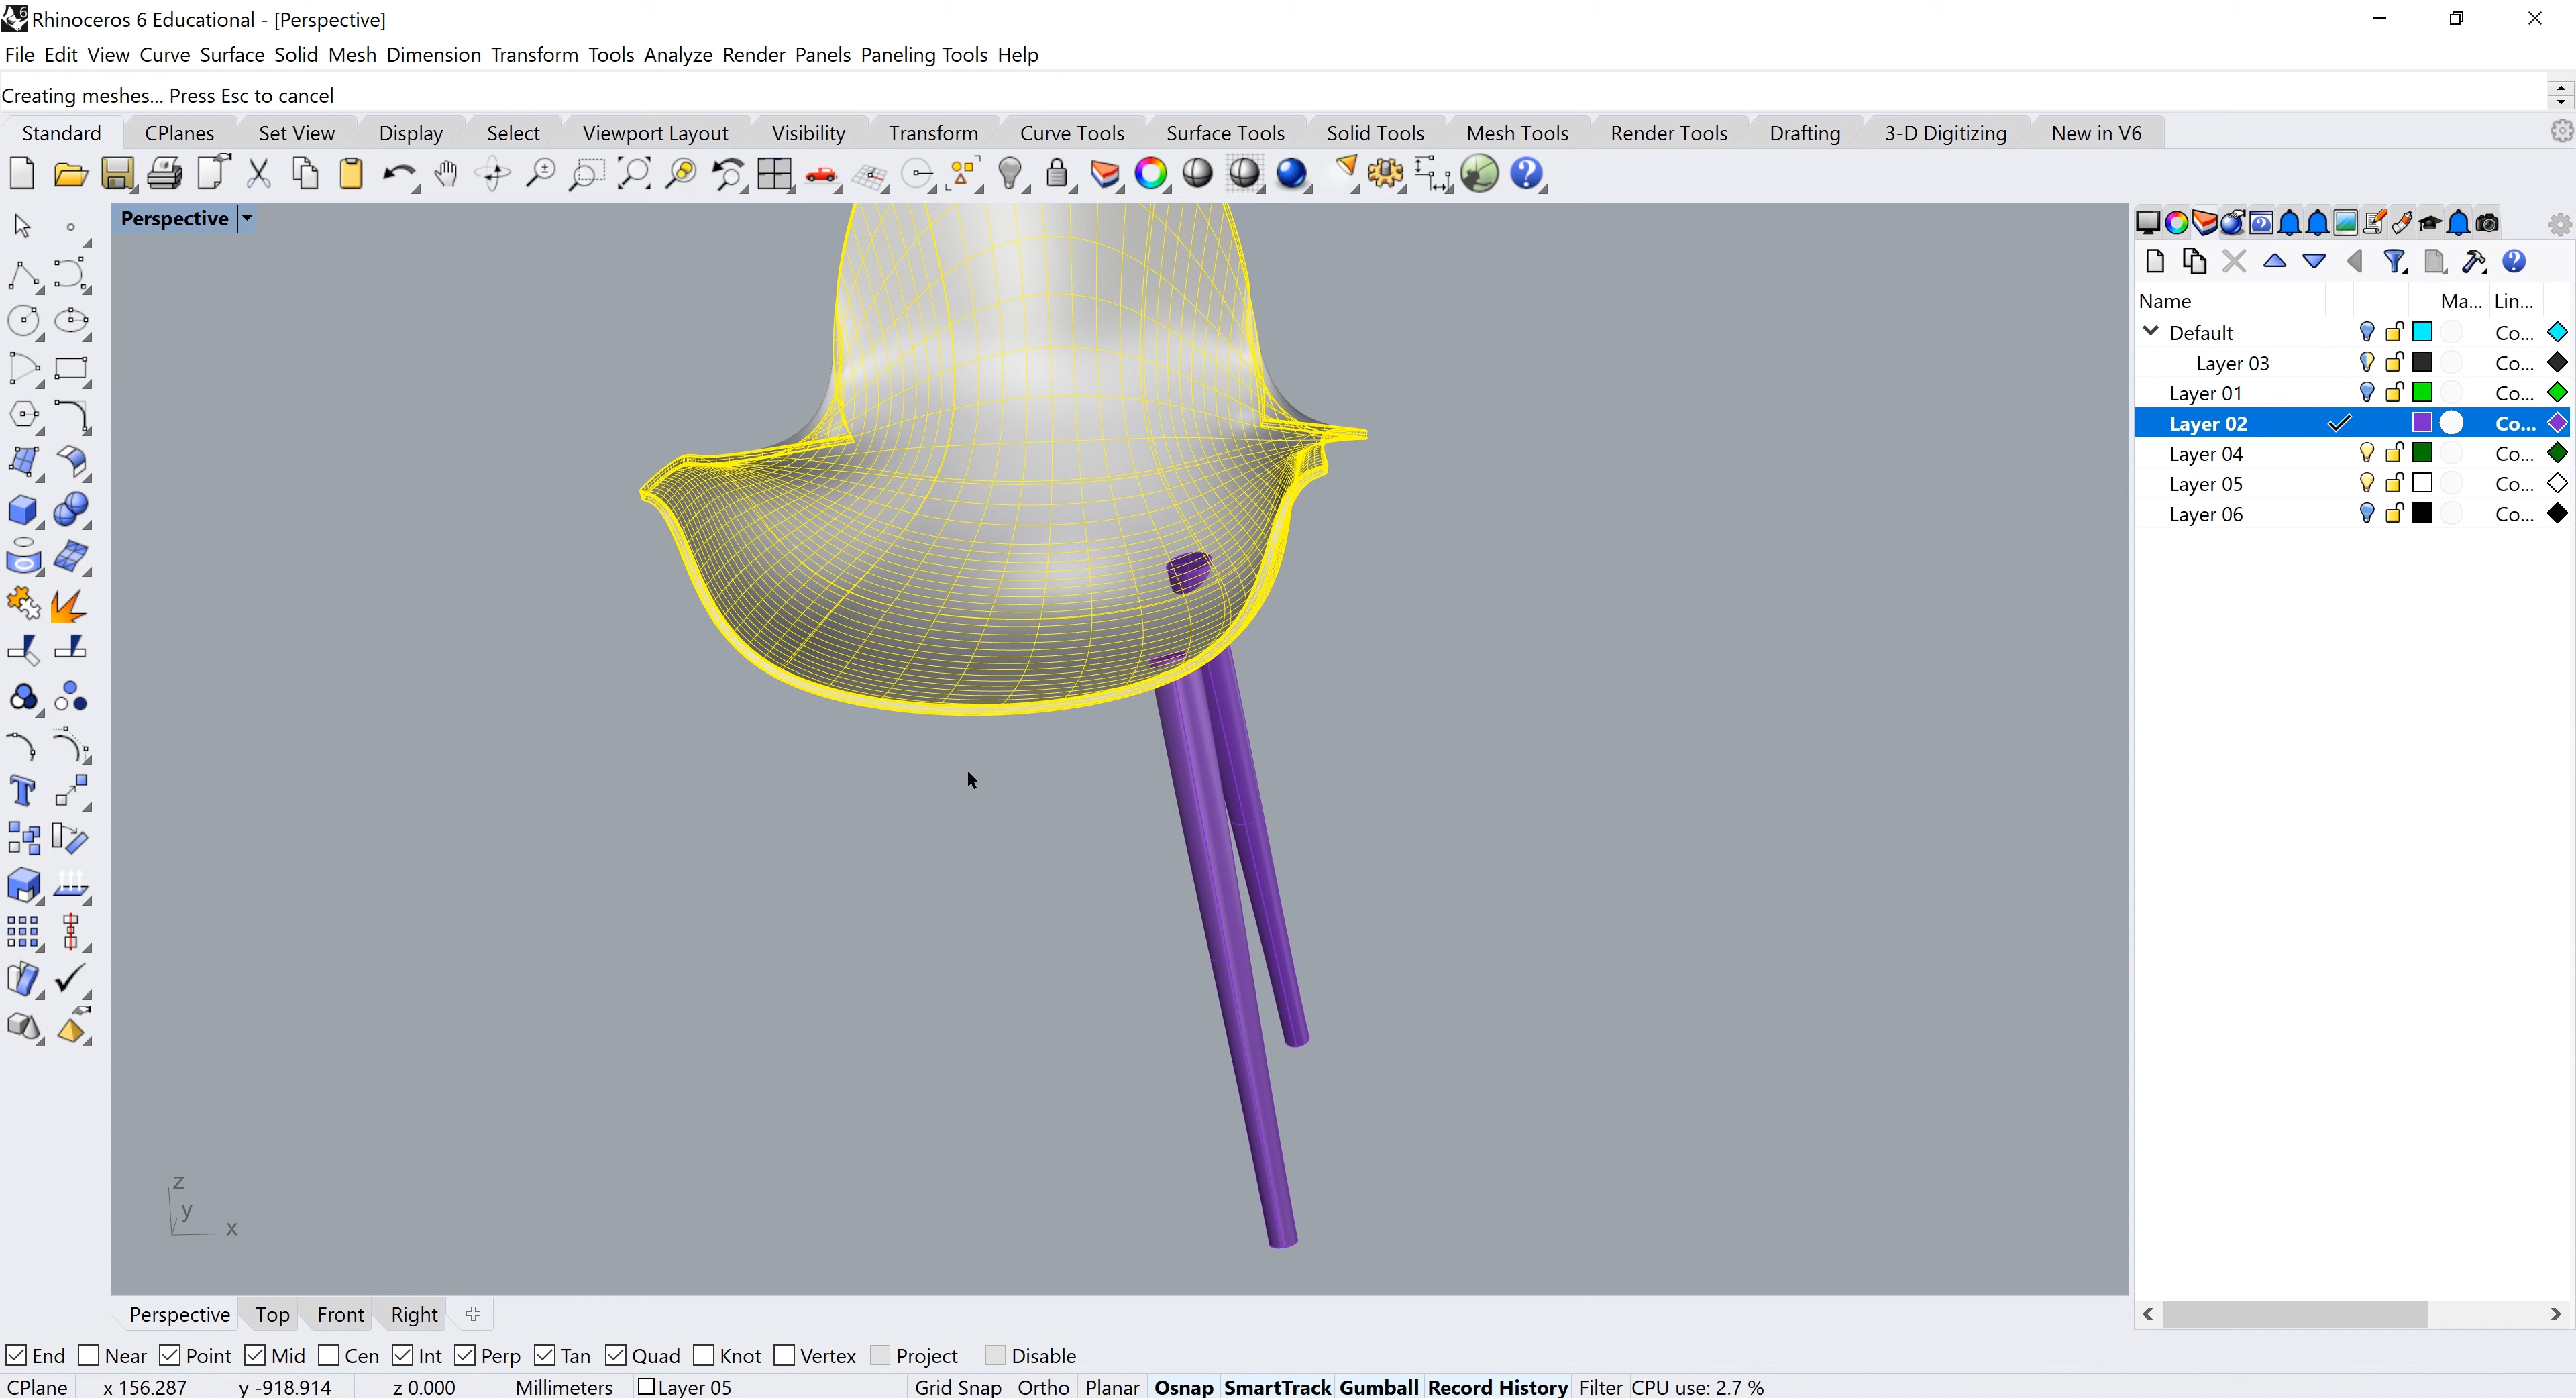 Rhinoceros 6 Educational - [Perspective]
File Edit View Curve Surface Solid Mesh Dimension Transform Tools Analyze Render Panels Paneling Tools Help
Creating meshes... Press Esc to cancel
Standard CPlanes Set View Display Select Viewport Layout Visibility Transform Curve Tools Surface Tools Solid Tools Mesh Tools Render Tools Drafting 3-D Digitizing New in V6
Perspective
Name Ma... Lin...
Default Co...
Layer 03 Co...
Layer 01 Co...
Layer 02 Co...
Layer 04 Co...
Layer 05 Co...
Layer 06 Co...
z
y
x
Perspective Top Front Right
End Near Point Mid Cen Int Perp Tan Quad Knot Vertex Project Disable
CPlane x 156.287 y -918.914 z 0.000 Millimeters Layer 05 Grid Snap Ortho Planar Osnap SmartTrack Gumball Record History Filter CPU use: 2.7 %